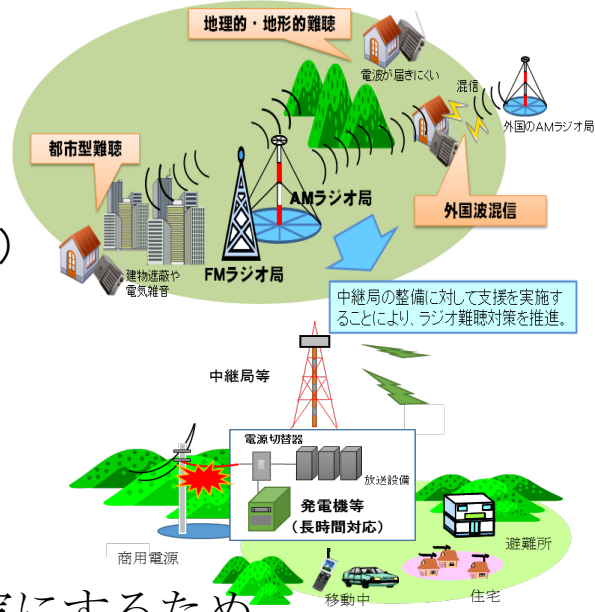 地理的・地形的難聴
電波が届きにくい
混信
外国のAMラジオ局
都市型難聴
外国波混信
AMラジオ局
FMラジオ局
建物遮蔽や
電気雑音
)
中継局の整備に対して支援を実施す
ることにより、ラジオ難聴対策を推進。
中継局等
電源切替器
放送設備
発電機等
(長時間対応)
商用電源
避難所
移動中
住宅
にするため